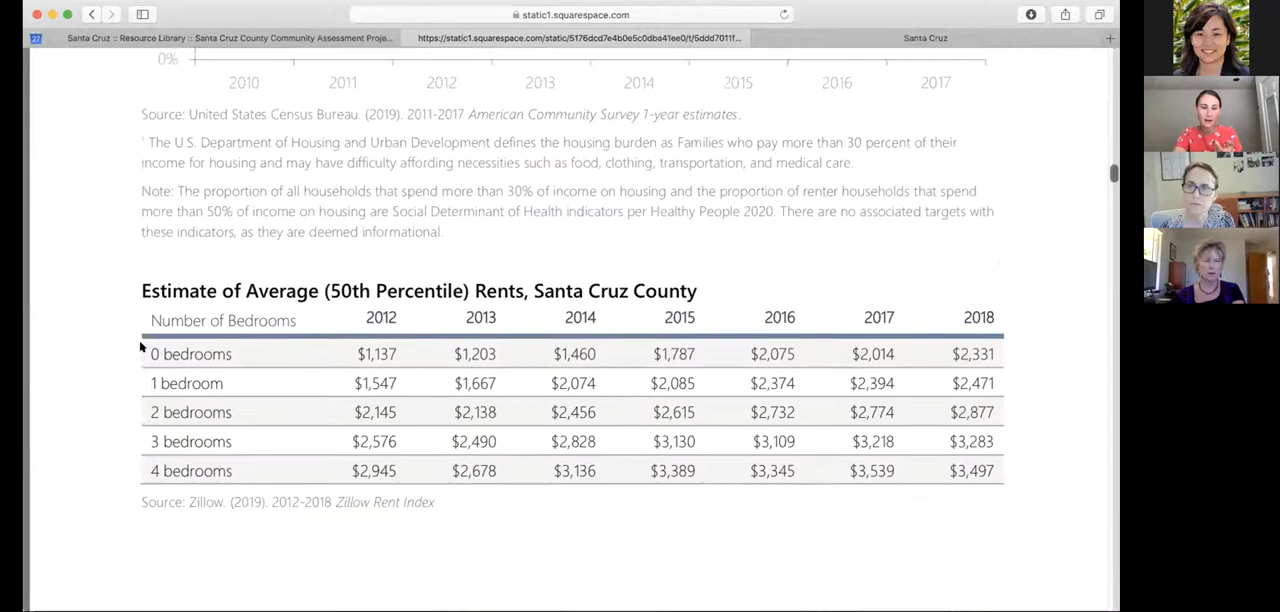 static1.squarespace.com
27 Santa Cruz :: Resource Library :: Santa Cruz County Community Assessment Proje... https://static1.squarespace.com/static/5176dcd7e4b0e5c0dba41ee0/t/5ddd7011f... Santa Cruz
0%
2010 2011 2012 2013 2014 2015 2016 2017
Source: United States Census Bureau. (2019). 2011-2017 American Community Survey 1-year estimates.
1 The U.S. Department of Housing and Urban Development defines the housing burden as Families who pay more than 30 percent of their
income for housing and may have difficulty affording necessities such as food, clothing, transportation, and medical care.
Note: The proportion of all households that spend more than 30% of income on housing and the proportion of renter households that spend
more than 50% of income on housing are Social Determinant of Health indicators per Healthy People 2020. There are no associated targets with
these indicators, as they are deemed informational.
Estimate of Average (50th Percentile) Rents, Santa Cruz County
Number of Bedrooms 2012 2013 2014 2015 2016 2017 2018
0 bedrooms $1,137 $1,203 $1,460 $1,787 $2,075 $2,014 $2,331
1 bedroom $1,547 $1,667 $2,074 $2,085 $2,374 $2,394 $2,471
2 bedrooms $2,145 $2,138 $2,456 $2,615 $2,732 $2,774 $2,877
3 bedrooms $2,576 $2,490 $2,828 $3,130 $3,109 $3,218 $3,283
4 bedrooms $2,945 $2,678 $3,136 $3,389 $3,345 $3,539 $3,497
Source: Zillow. (2019). 2012-2018 Zillow Rent Index